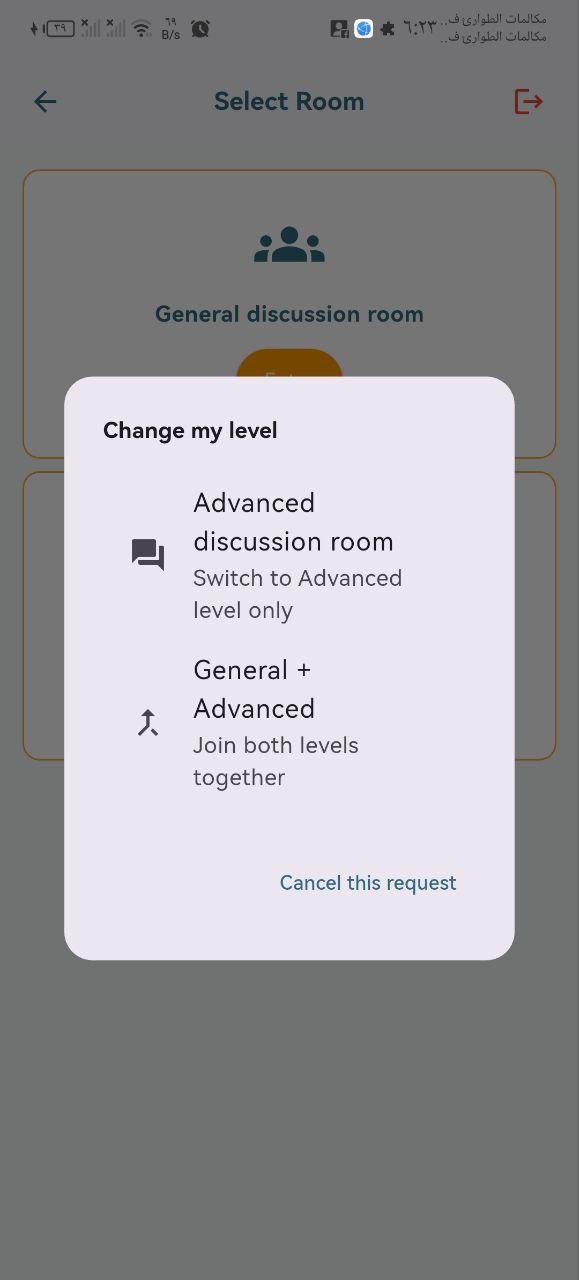 ٣٩
٦٩
B/s
٦:٢٣
مكالمات الطوارئ ف..
مكالمات الطوارئ ف..
Select Room
General discussion room
Change my level
Advanced
discussion room
Switch to Advanced
level only
General +
Advanced
Join both levels
together
Cancel this request